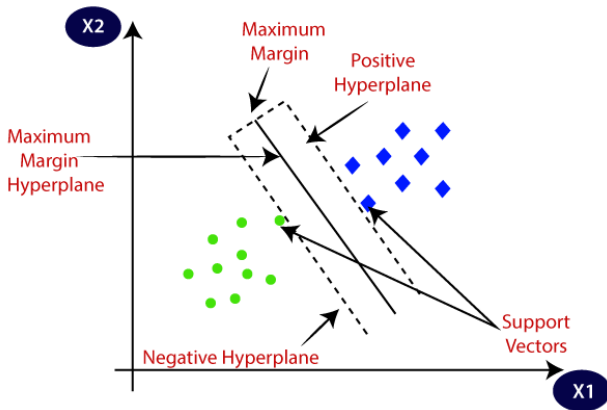 X2
Maximum
Margin
Positive
Hyperplane
Maximum
Margin
Hyperplane
Support
Vectors
Negative Hyperplane
X1